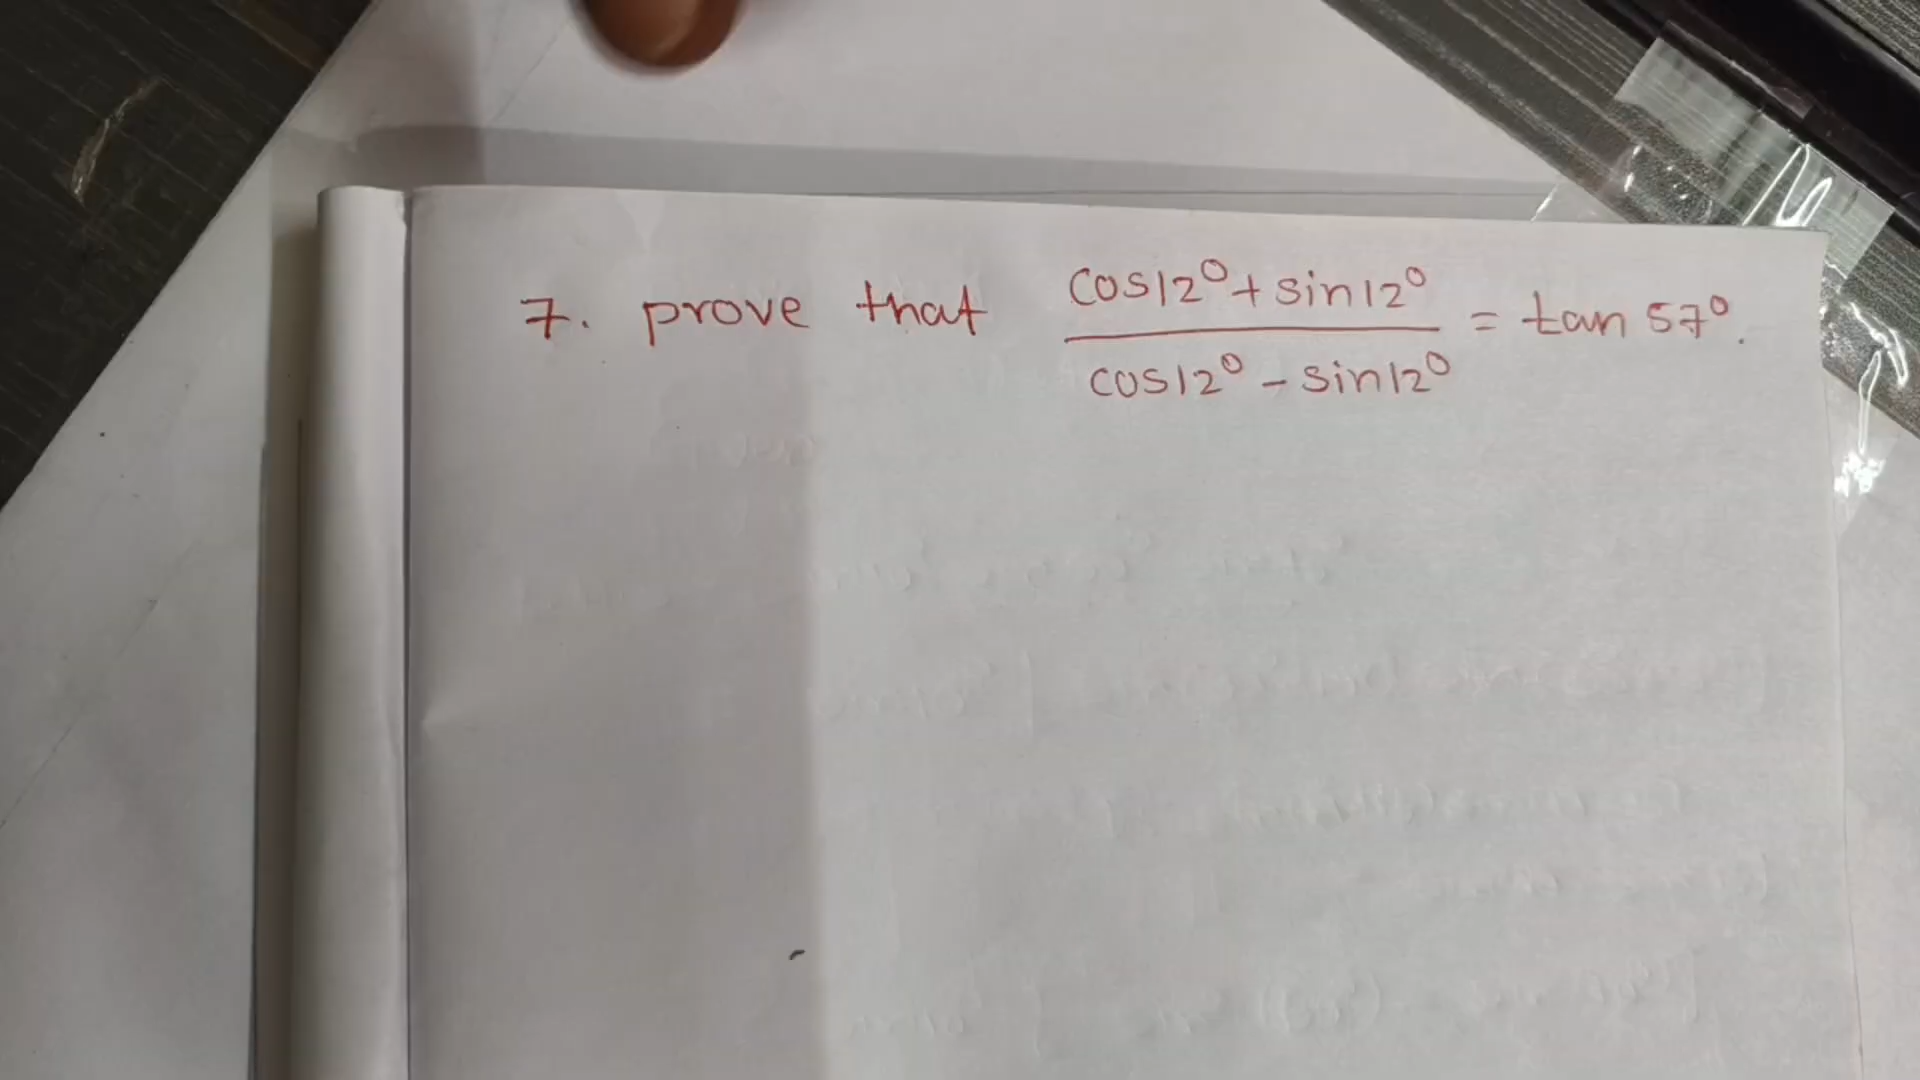 7. prove that cos12° + sin12° / cos12° - sin12° = tan 57°.